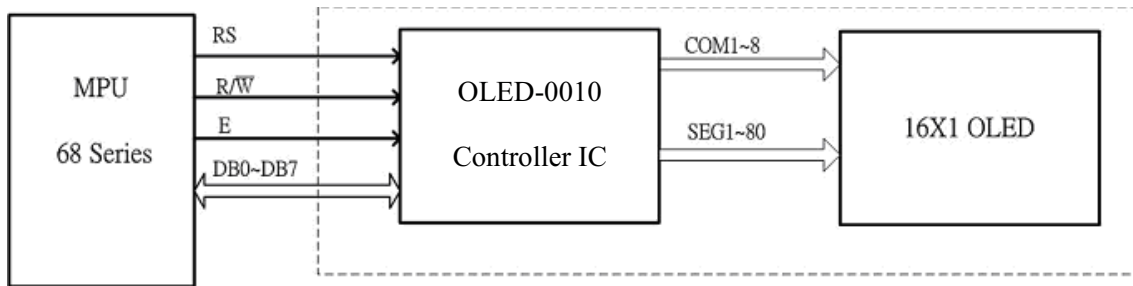 MPU
68 Series
RS
R/W̅
E
DB0~DB7
OLED-0010
Controller IC
COM1~8
SEG1~80
16X1 OLED